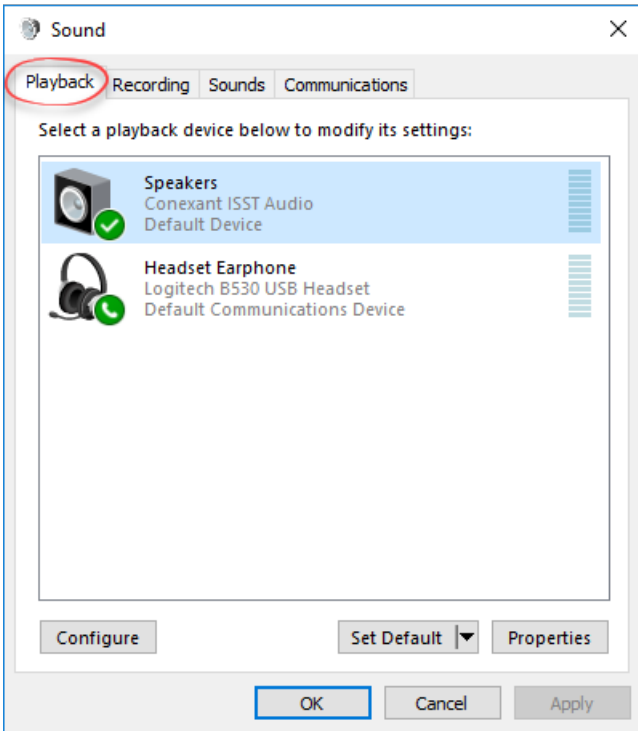 Sound
Playback Recording Sounds Communications
Select a playback device below to modify its settings:
Speakers
Conexant ISST Audio
Default Device
Headset Earphone
Logitech B530 USB Headset
Default Communications Device
Configure Set Default Properties
OK Cancel Apply